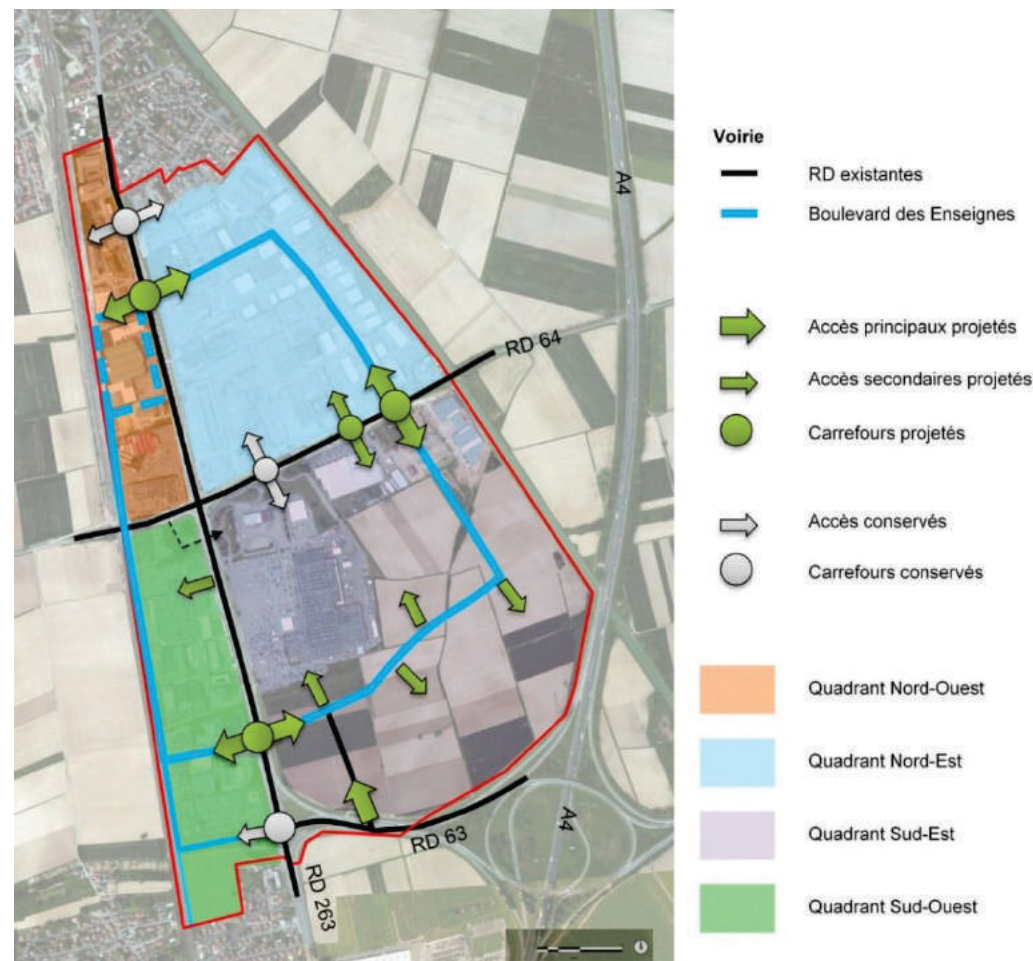 A4
RD 64
RD 63
A4
RD 263
Voirie
RD existantes
Boulevard des Enseignes
Accès principaux projetés
Accès secondaires projetés
Carrefours projetés
Accès conservés
Carrefours conservés
Quadrant Nord-Ouest
Quadrant Nord-Est
Quadrant Sud-Est
Quadrant Sud-Ouest